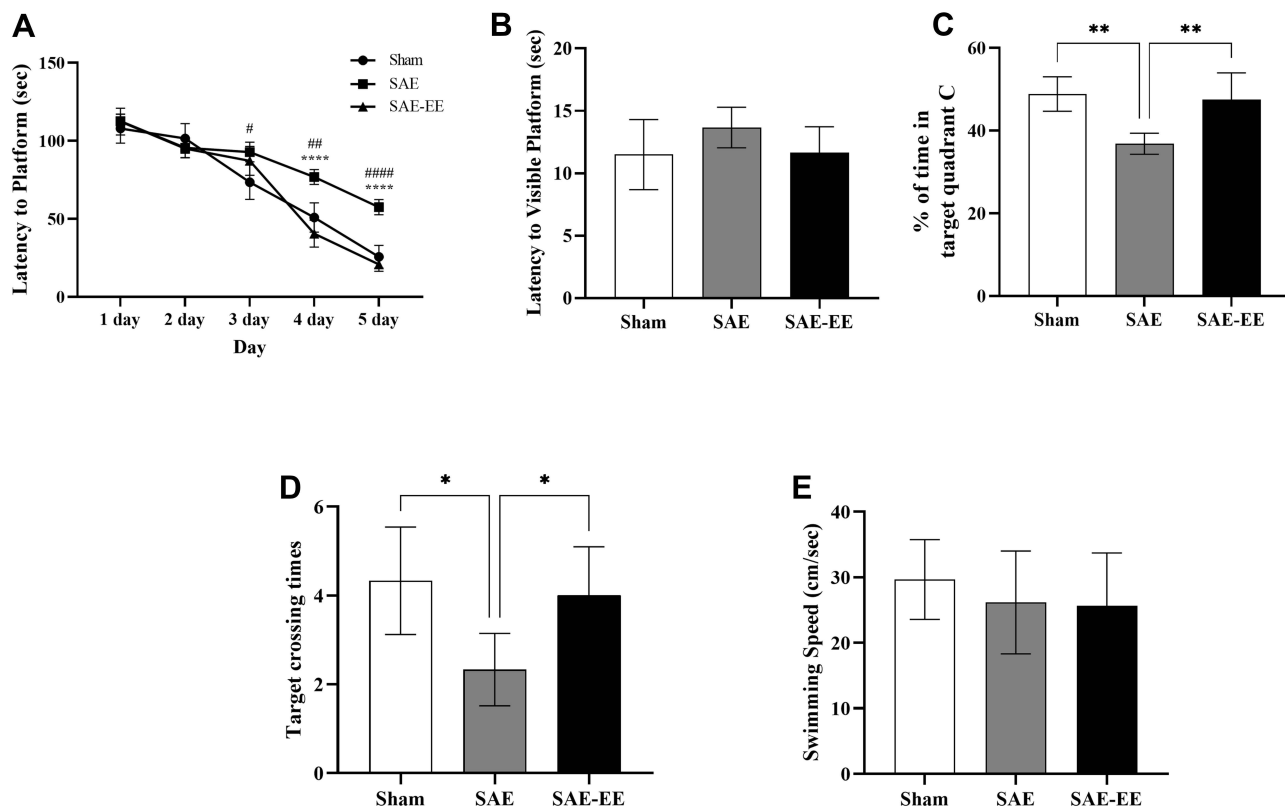 A
Latency to Platform (sec)
150
100
50
0
Sham
SAE
SAE-EE
#
##
****
####
****
1 day 2 day 3 day 4 day 5 day
Day
B
Latency to Visible Platform (sec)
20
15
10
5
0
Sham SAE SAE-EE
C
% of time in
target quadrant C
60
40
20
0
** **
Sham SAE SAE-EE
D
Target crossing times
6
4
2
0
* *
Sham SAE SAE-EE
E
Swimming Speed (cm/sec)
40
30
20
10
0
Sham SAE SAE-EE